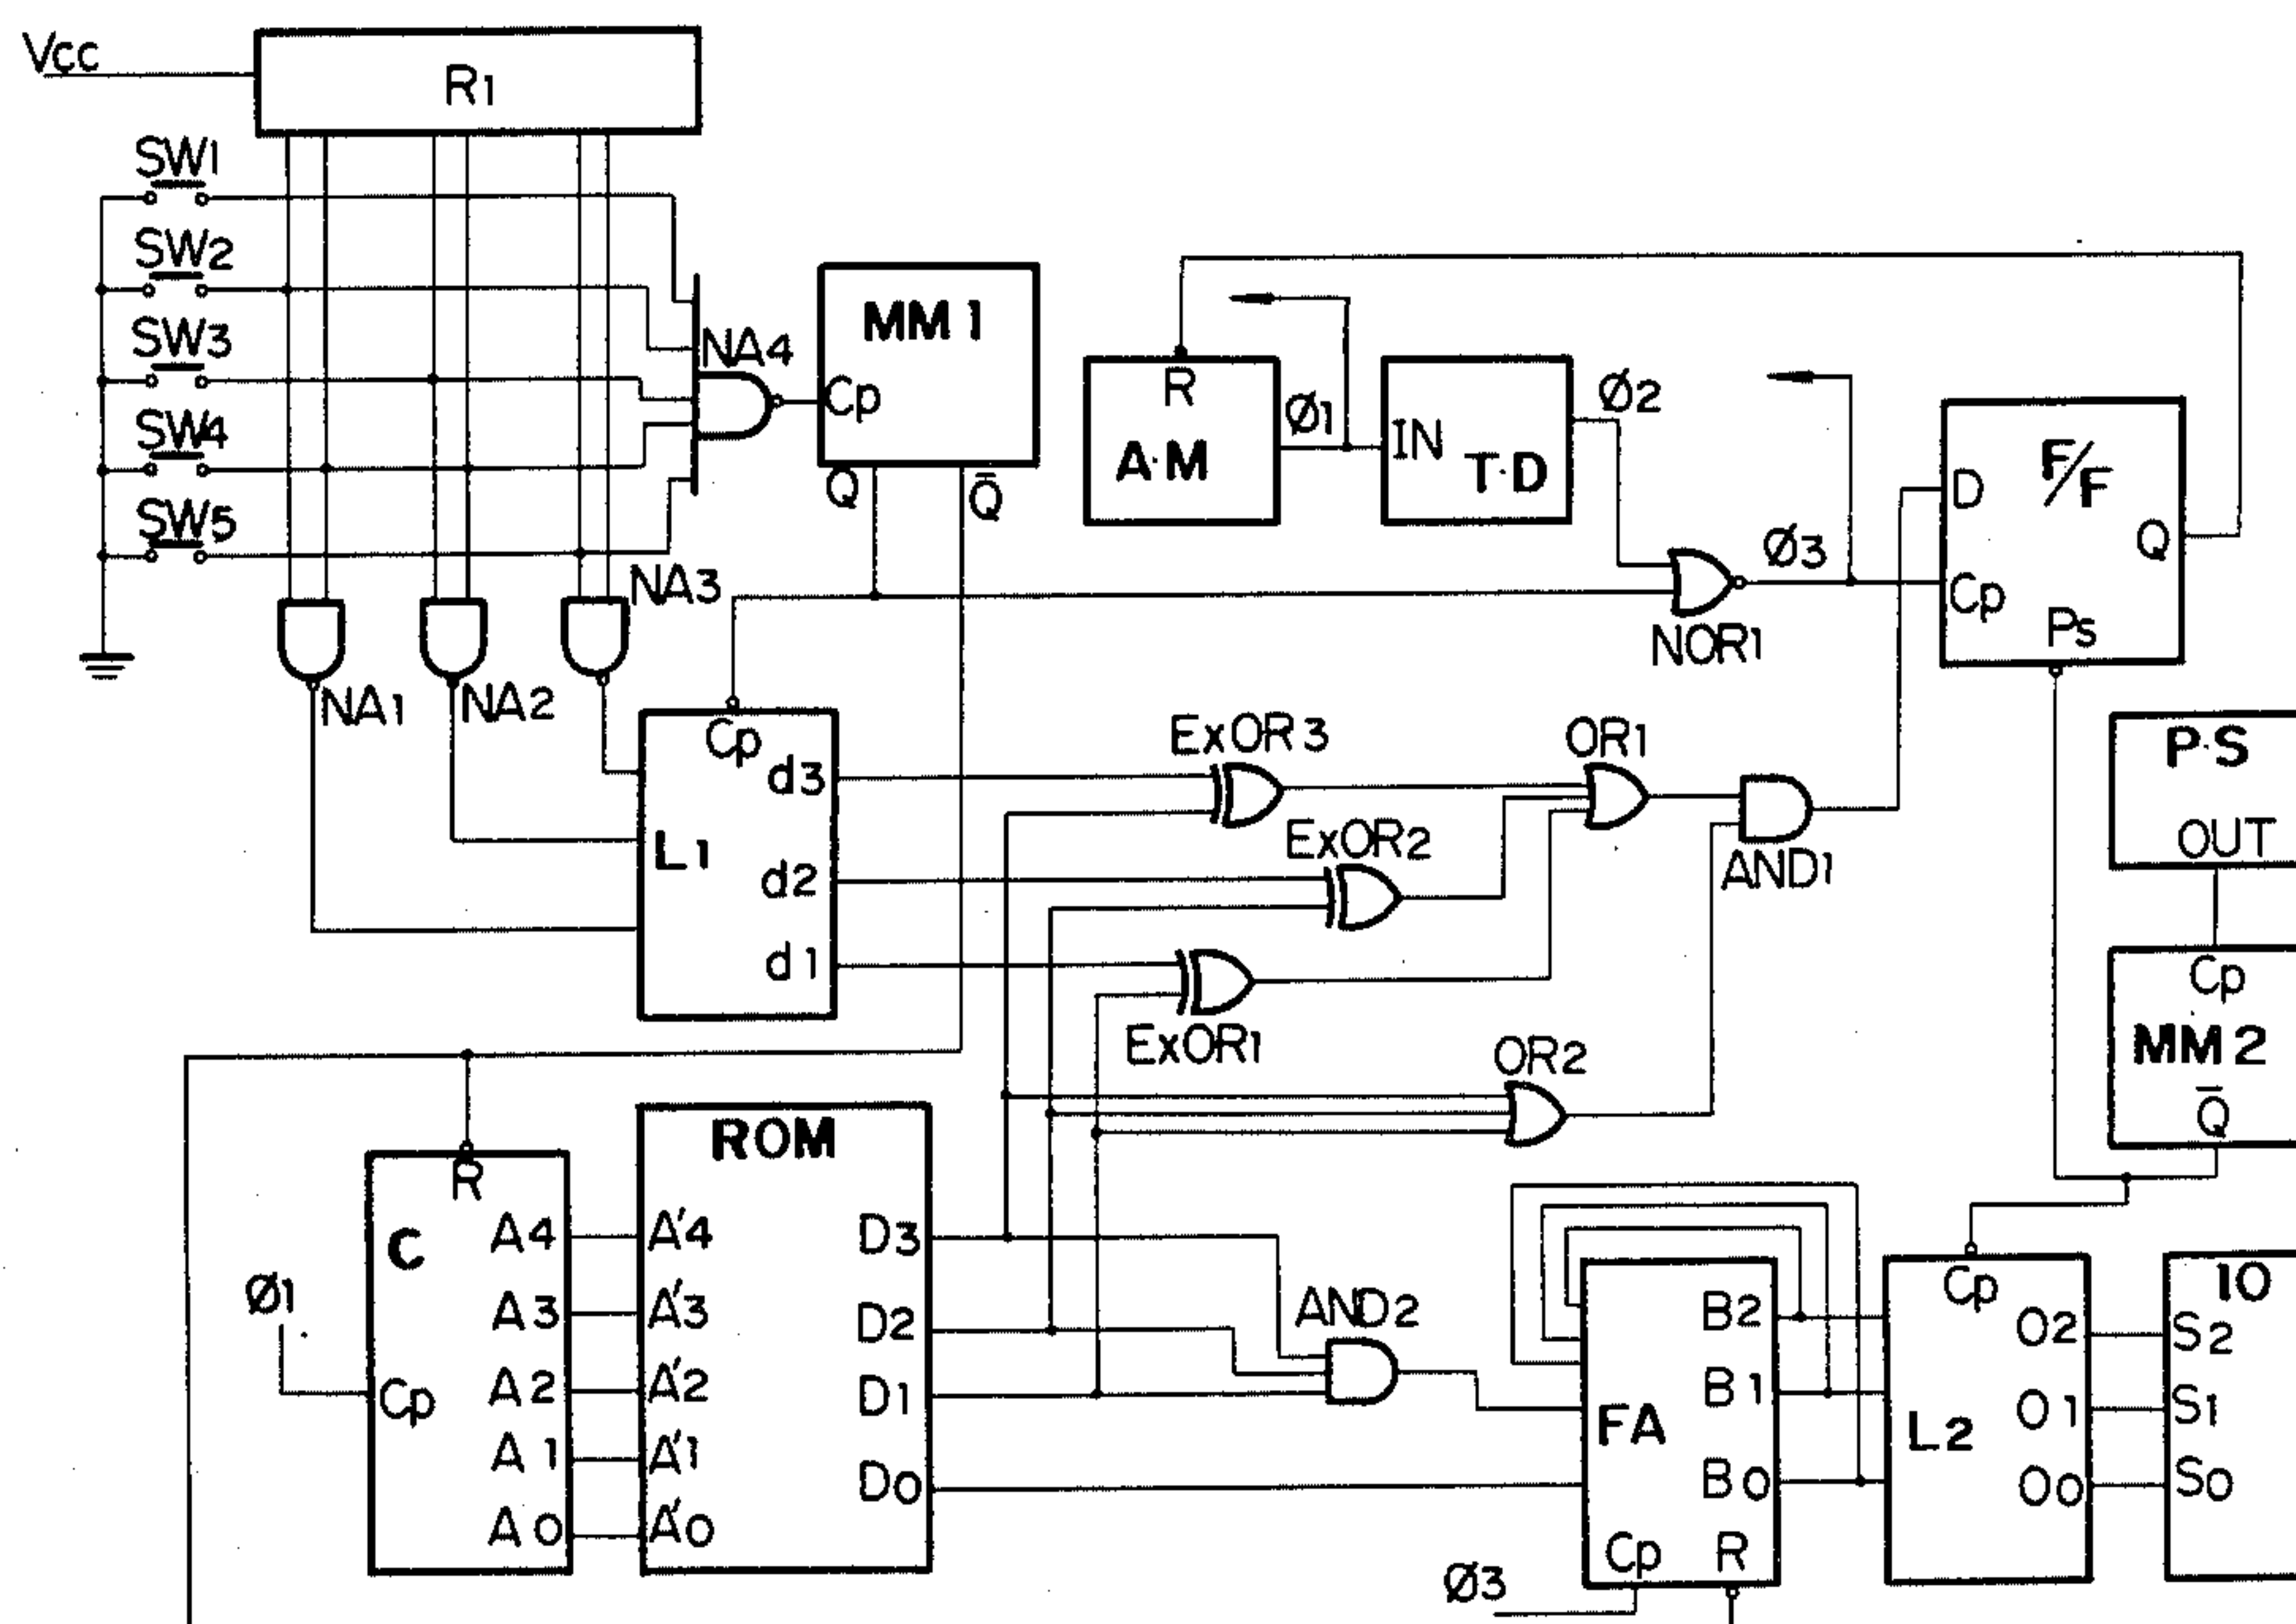 Vcc
R1
SW1
SW2
SW3
SW4
SW5
NA4
MM1
Cp
Q
Q̅
NA1
NA2
NA3
R
A·M
Ø1
IN
T·D
Ø2
Ø3
NOR1
F/F
D
Cp
Q
Ps
Cp
d3
L1
d2
d1
ExOR3
ExOR2
ExOR1
OR1
AND1
OR2
P·S
OUT
Cp
MM2
Q̅
R
C
A4
A3
A2
A1
A0
Ø1
Cp
ROM
A'4
A'3
A'2
A'1
A'0
D3
D2
D1
D0
AND2
FA
B2
B1
B0
Cp
R
Ø3
Cp
L2
O2
O1
O0
10
S2
S1
S0